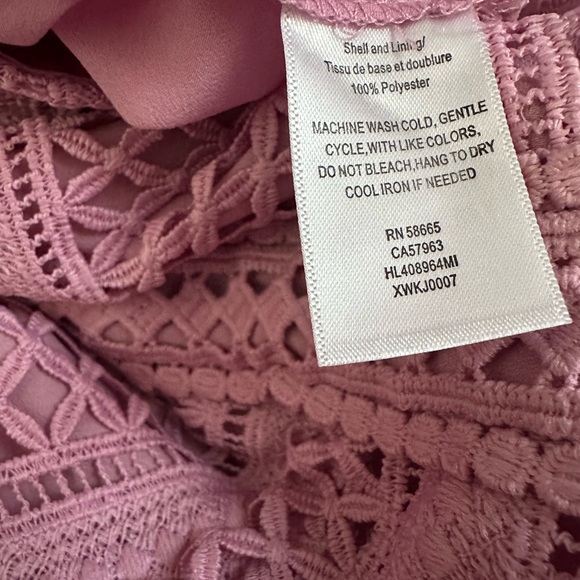 Shell and Lining/
Tissu de base et doublure
100% Polyester
MACHINE WASH COLD, GENTLE
CYCLE,WITH LIKE COLORS,
DO NOT BLEACH,HANG TO DRY
COOL IRON IF NEEDED
RN 58665
CA57963
HL408964MI
XWKJ0007